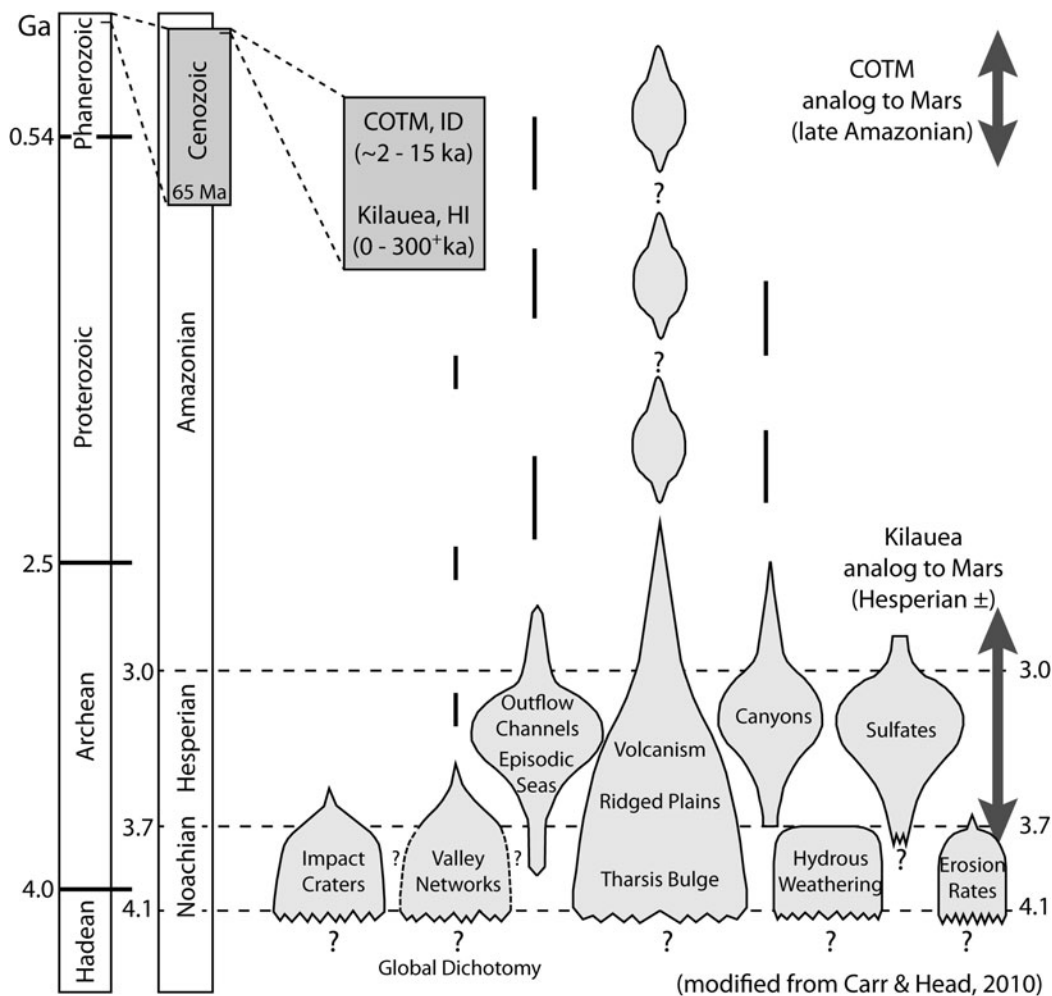 Ga
Phanerozoic
0.54
Proterozoic
2.5
Archean
4.0
Hadean
Cenozoic
65 Ma
Amazonian
3.0
Hesperian
3.7
Noachian
4.1
COTM, ID
(~2 - 15 ka)
Kilauea, HI
(0 - 300⁺ka)
COTM
analog to Mars
(late Amazonian)
?
?
Kilauea
analog to Mars
(Hesperian ±)
3.0
3.7
4.1
Outflow
Channels
Episodic
Seas
Volcanism
Ridged Plains
Tharsis Bulge
Canyons
Sulfates
?
Impact
Craters
?
?
Valley
Networks
?
?
?
Hydrous
Weathering
?
Erosion
Rates
?
Global Dichotomy
(modified from Carr & Head, 2010)